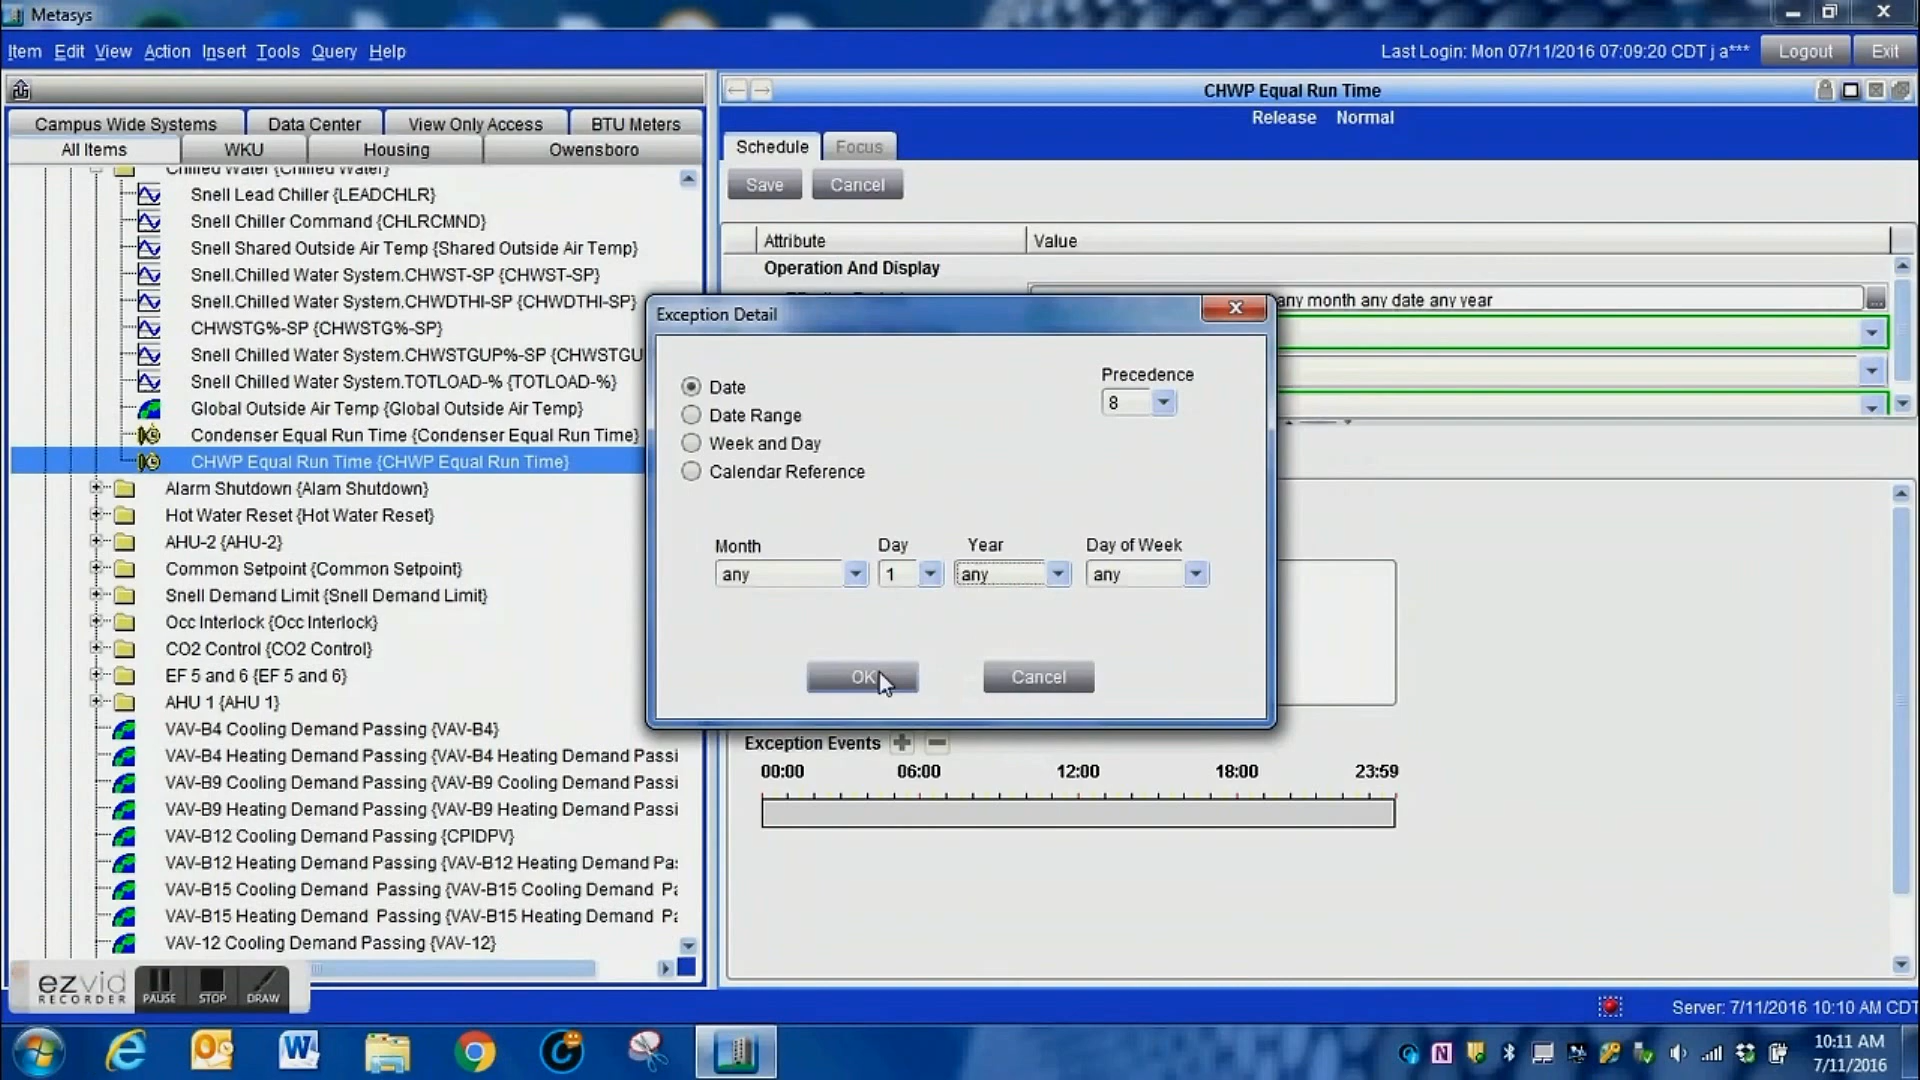 Metasys
Item Edit View Action Insert Tools Query Help
Last Login: Mon 07/11/2016 07:09:20 CDT j a*** Logout Exit
Campus Wide Systems Data Center View Only Access BTU Meters
All Items WKU Housing Owensboro
Chilled Water {Chilled Water}
Snell Lead Chiller {LEADCHLR}
Snell Chiller Command {CHLRCMND}
Snell Shared Outside Air Temp {Shared Outside Air Temp}
Snell.Chilled Water System.CHWST-SP {CHWST-SP}
Snell.Chilled Water System.CHWDTHI-SP {CHWDTHI-SP}
CHWSTG%-SP {CHWSTG%-SP}
Snell Chilled Water System.CHWSTGUP%-SP {CHWSTGU
Snell Chilled Water System.TOTLOAD-% {TOTLOAD-%}
Global Outside Air Temp {Global Outside Air Temp}
Condenser Equal Run Time {Condenser Equal Run Time}
CHWP Equal Run Time {CHWP Equal Run Time}
Alarm Shutdown {Alam Shutdown}
Hot Water Reset {Hot Water Reset}
AHU-2 {AHU-2}
Common Setpoint {Common Setpoint}
Snell Demand Limit {Snell Demand Limit}
Occ Interlock {Occ Interlock}
CO2 Control {CO2 Control}
EF 5 and 6 {EF 5 and 6}
AHU 1 {AHU 1}
VAV-B4 Cooling Demand Passing {VAV-B4}
VAV-B4 Heating Demand Passing {VAV-B4 Heating Demand Passi
VAV-B9 Cooling Demand Passing {VAV-B9 Cooling Demand Passi
VAV-B9 Heating Demand Passing {VAV-B9 Heating Demand Passi
VAV-B12 Cooling Demand Passing {CPIDPV}
VAV-B12 Heating Demand Passing {VAV-B12 Heating Demand Pa
VAV-B15 Cooling Demand Passing {VAV-B15 Cooling Demand P
VAV-B15 Heating Demand Passing {VAV-B15 Heating Demand P
VAV-12 Cooling Demand Passing {VAV-12}
CHWP Equal Run Time
Release Normal
Schedule Focus
Save Cancel
Attribute Value
Operation And Display
any month any date any year
Exception Detail
Date
Date Range
Week and Day
Calendar Reference
Precedence
8
Month Day Year Day of Week
any 1 any any
OK Cancel
Exception Events
00:00 06:00 12:00 18:00 23:59
ezvid
RECORDER
PAUSE STOP DRAW
Server: 7/11/2016 10:10 AM CDT
10:11 AM
7/11/2016